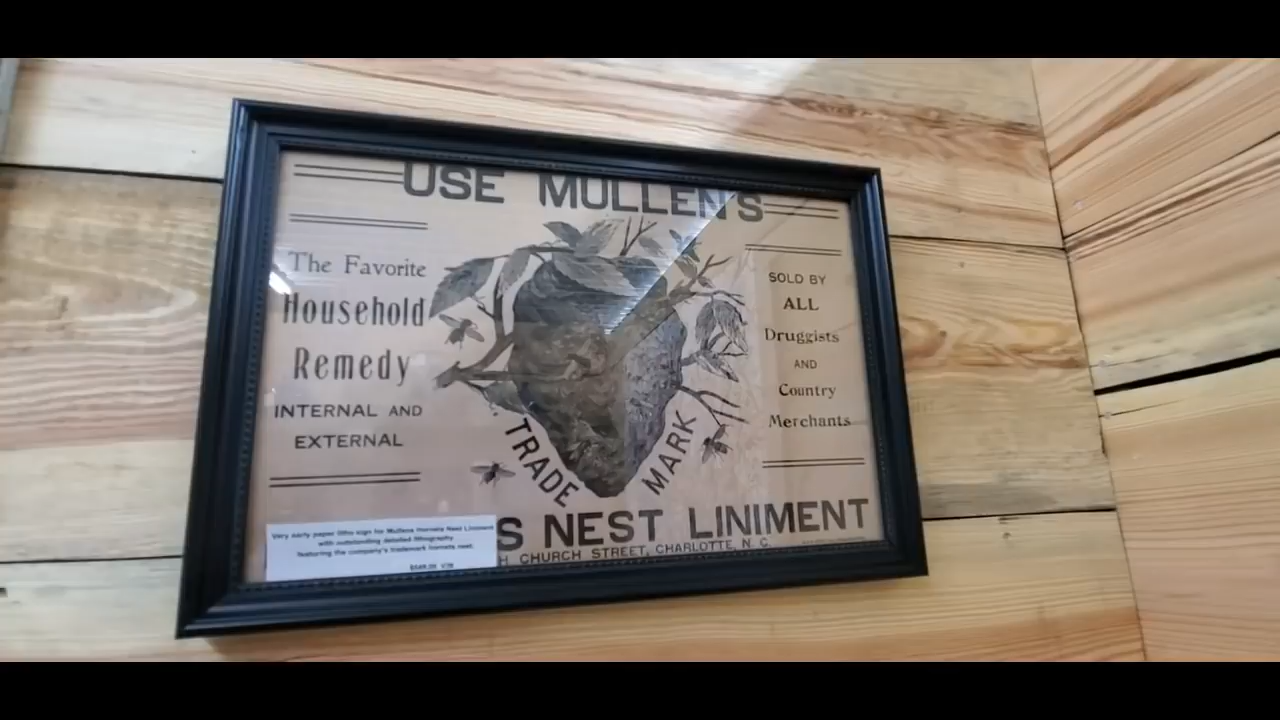 USE MULLEN'S
The Favorite
Household
Remedy
INTERNAL AND
EXTERNAL
SOLD BY
ALL
Druggists
AND
Country
Merchants
TRADE MARK
S NEST LINIMENT
H CHURCH STREET, CHARLOTTE, N. C.
Very early paper litho sign for Mullens Hornets Nest Liniment
with outstanding detailed lithography
featuring the company's trademark hornets nest.